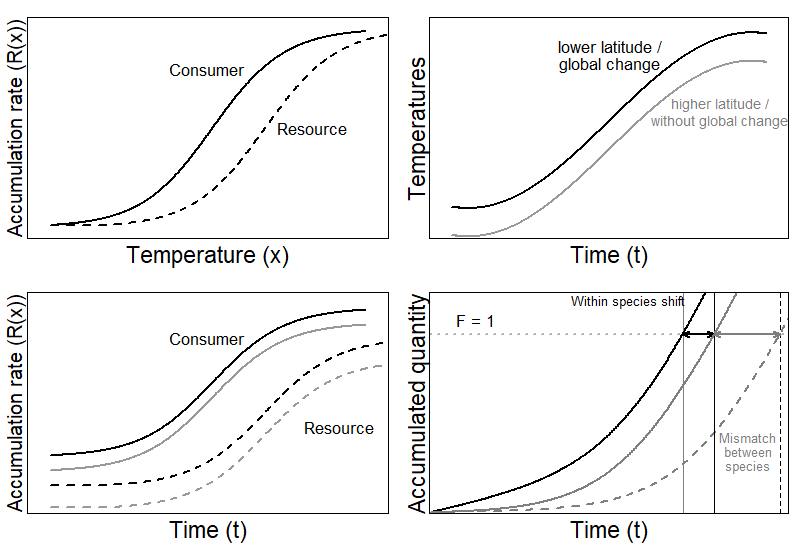 Accumulation rate (R(x))
Consumer
Resource
Temperature (x)
Temperatures
lower latitude /
global change
higher latitude /
without global change
Time (t)
Accumulation rate (R(x))
Consumer
Resource
Time (t)
Accumulated quantity
Within species shift
F = 1
Mismatch
between
species
Time (t)